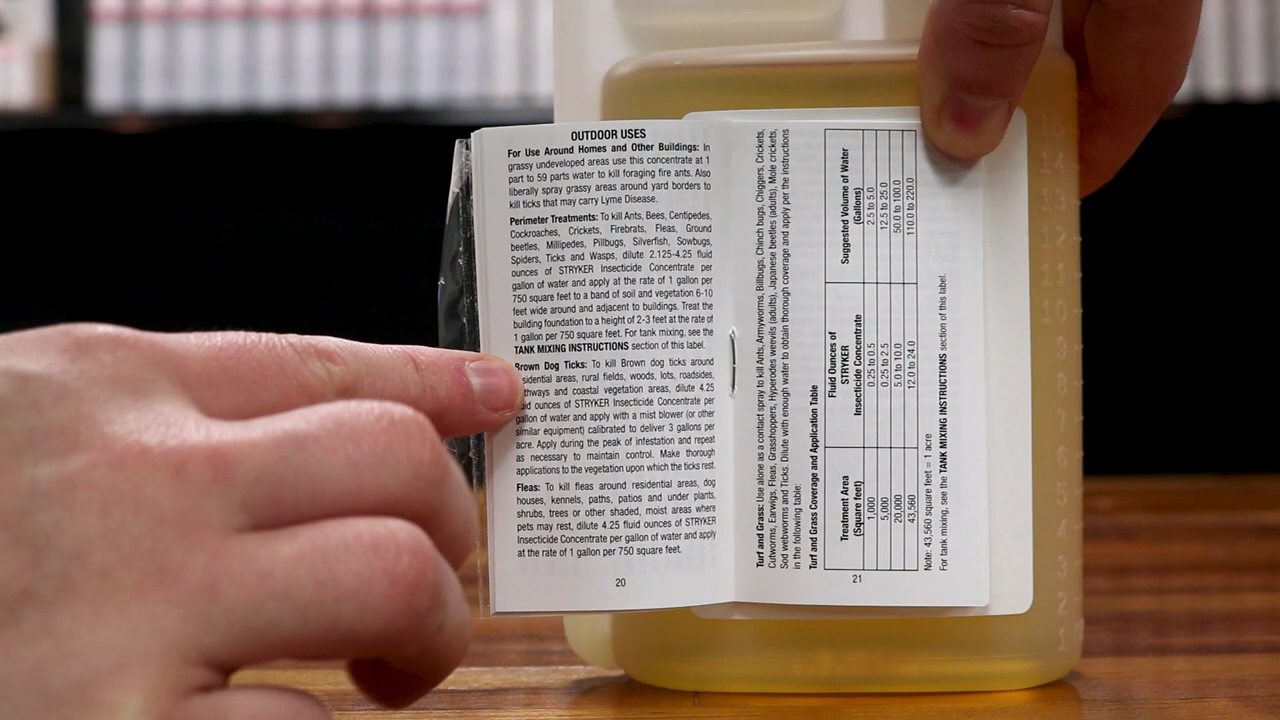 OUTDOOR USES
For Use Around Homes and Other Buildings: In
grassy undeveloped areas use this concentrate at 1
part to 59 parts water to kill foraging fire ants. Also
liberally spray grassy areas around yard borders to
kill ticks that may carry Lyme Disease.
Perimeter Treatments: To kill Ants, Bees, Centipedes,
Cockroaches, Crickets, Firebrats, Fleas, Ground
beetles, Millipedes, Pillbugs, Silverfish, Sowbugs,
Spiders, Ticks and Wasps, dilute 2.125-4.25 fluid
ounces of STRYKER Insecticide Concentrate per
gallon of water and apply at the rate of 1 gallon per
750 square feet to a band of soil and vegetation 6-10
feet wide around and adjacent to buildings. Treat the
building foundation to a height of 2-3 feet at the rate of
1 gallon per 750 square feet. For tank mixing, see the
TANK MIXING INSTRUCTIONS section of this label.
Brown Dog Ticks: To kill Brown dog ticks around
sidential areas, rural fields, woods, lots, roadsides,
thways and coastal vegetation areas, dilute 4.25
uid ounces of STRYKER Insecticide Concentrate per
gallon of water and apply with a mist blower (or other
similar equipment) calibrated to deliver 3 gallons per
acre. Apply during the peak of infestation and repeat
as necessary to maintain control. Make thorough
applications to the vegetation upon which the ticks rest.
Fleas: To kill fleas around residential areas, dog
houses, kennels, paths, patios and under plants,
shrubs, trees or other shaded, moist areas where
pets may rest, dilute 4.25 fluid ounces of STRYKER
Insecticide Concentrate per gallon of water and apply
at the rate of 1 gallon per 750 square feet.
20
Turf and Grass: Use alone as a contact spray to kill Ants, Armyworms, Billbugs, Chinch bugs, Chiggers, Crickets,
Cutworms, Earwigs, Fleas, Grasshoppers, Hyperodes weevils (adults), Japanese beetles (adults), Mole crickets,
Sod webworms and Ticks. Dilute with enough water to obtain thorough coverage and apply per the instructions
in the following table:
Turf and Grass Coverage and Application Table
Treatment Area (Square feet) Fluid Ounces of STRYKER Insecticide Concentrate Suggested Volume of Water (Gallons)
1,000 0.25 to 0.5 2.5 to 5.0
5,000 0.25 to 2.5 12.5 to 25.0
20,000 5.0 to 10.0 50.0 to 100.0
43,560 12.0 to 24.0 110.0 to 220.0
Note: 43,560 square feet = 1 acre
For tank mixing, see the TANK MIXING INSTRUCTIONS section of this label.
21
15
14
13
12
11
10
9
8
7
6
5
4
3
2
1